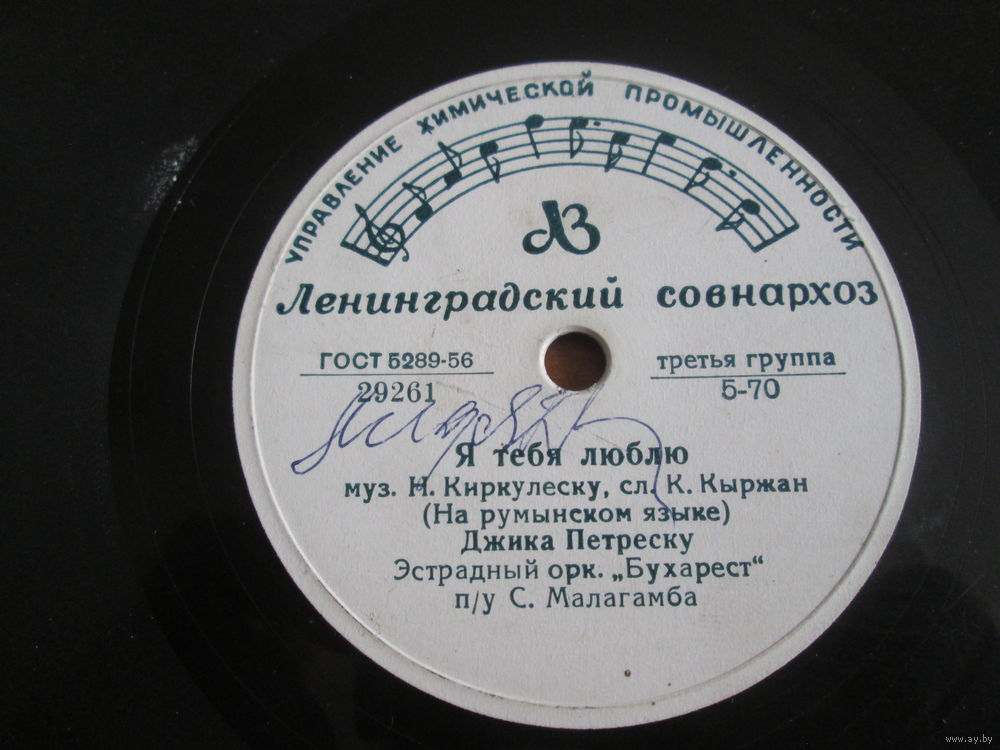 УПРАВЛЕНИЕ ХИМИЧЕСКОЙ ПРОМЫШЛЕННОСТИ
ЛЗ
Ленинградский совнархоз
ГОСТ 5289-56
29261
третья группа
5-70
Я тебя люблю
муз. Н. Киркулеску, сл. К. Кыржан
(На румынском языке)
Джика Петреску
Эстрадный орк. „Бухарест“
п/у С. Малагамба
www.ay.by